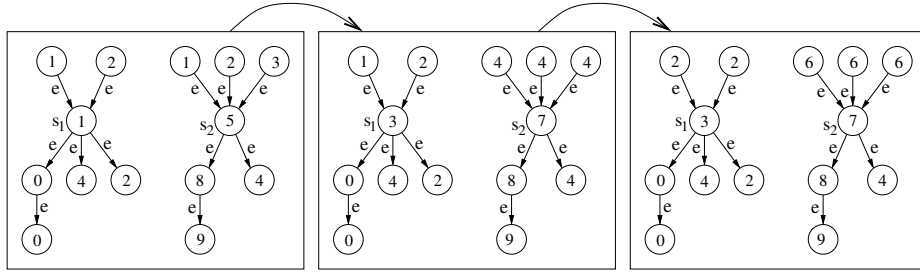 1 2 1 2 3 1 2 4 4 4 2 2 6 6 6
e e e e e e e e e e e e e e e
s1 1 s2 5 s1 3 s2 7 s1 3 s2 7
e e e e e e e e e e e e e e e
0 4 2 8 4 0 4 2 8 4 0 4 2 8 4
e e e e e e
0 9 0 9 0 9